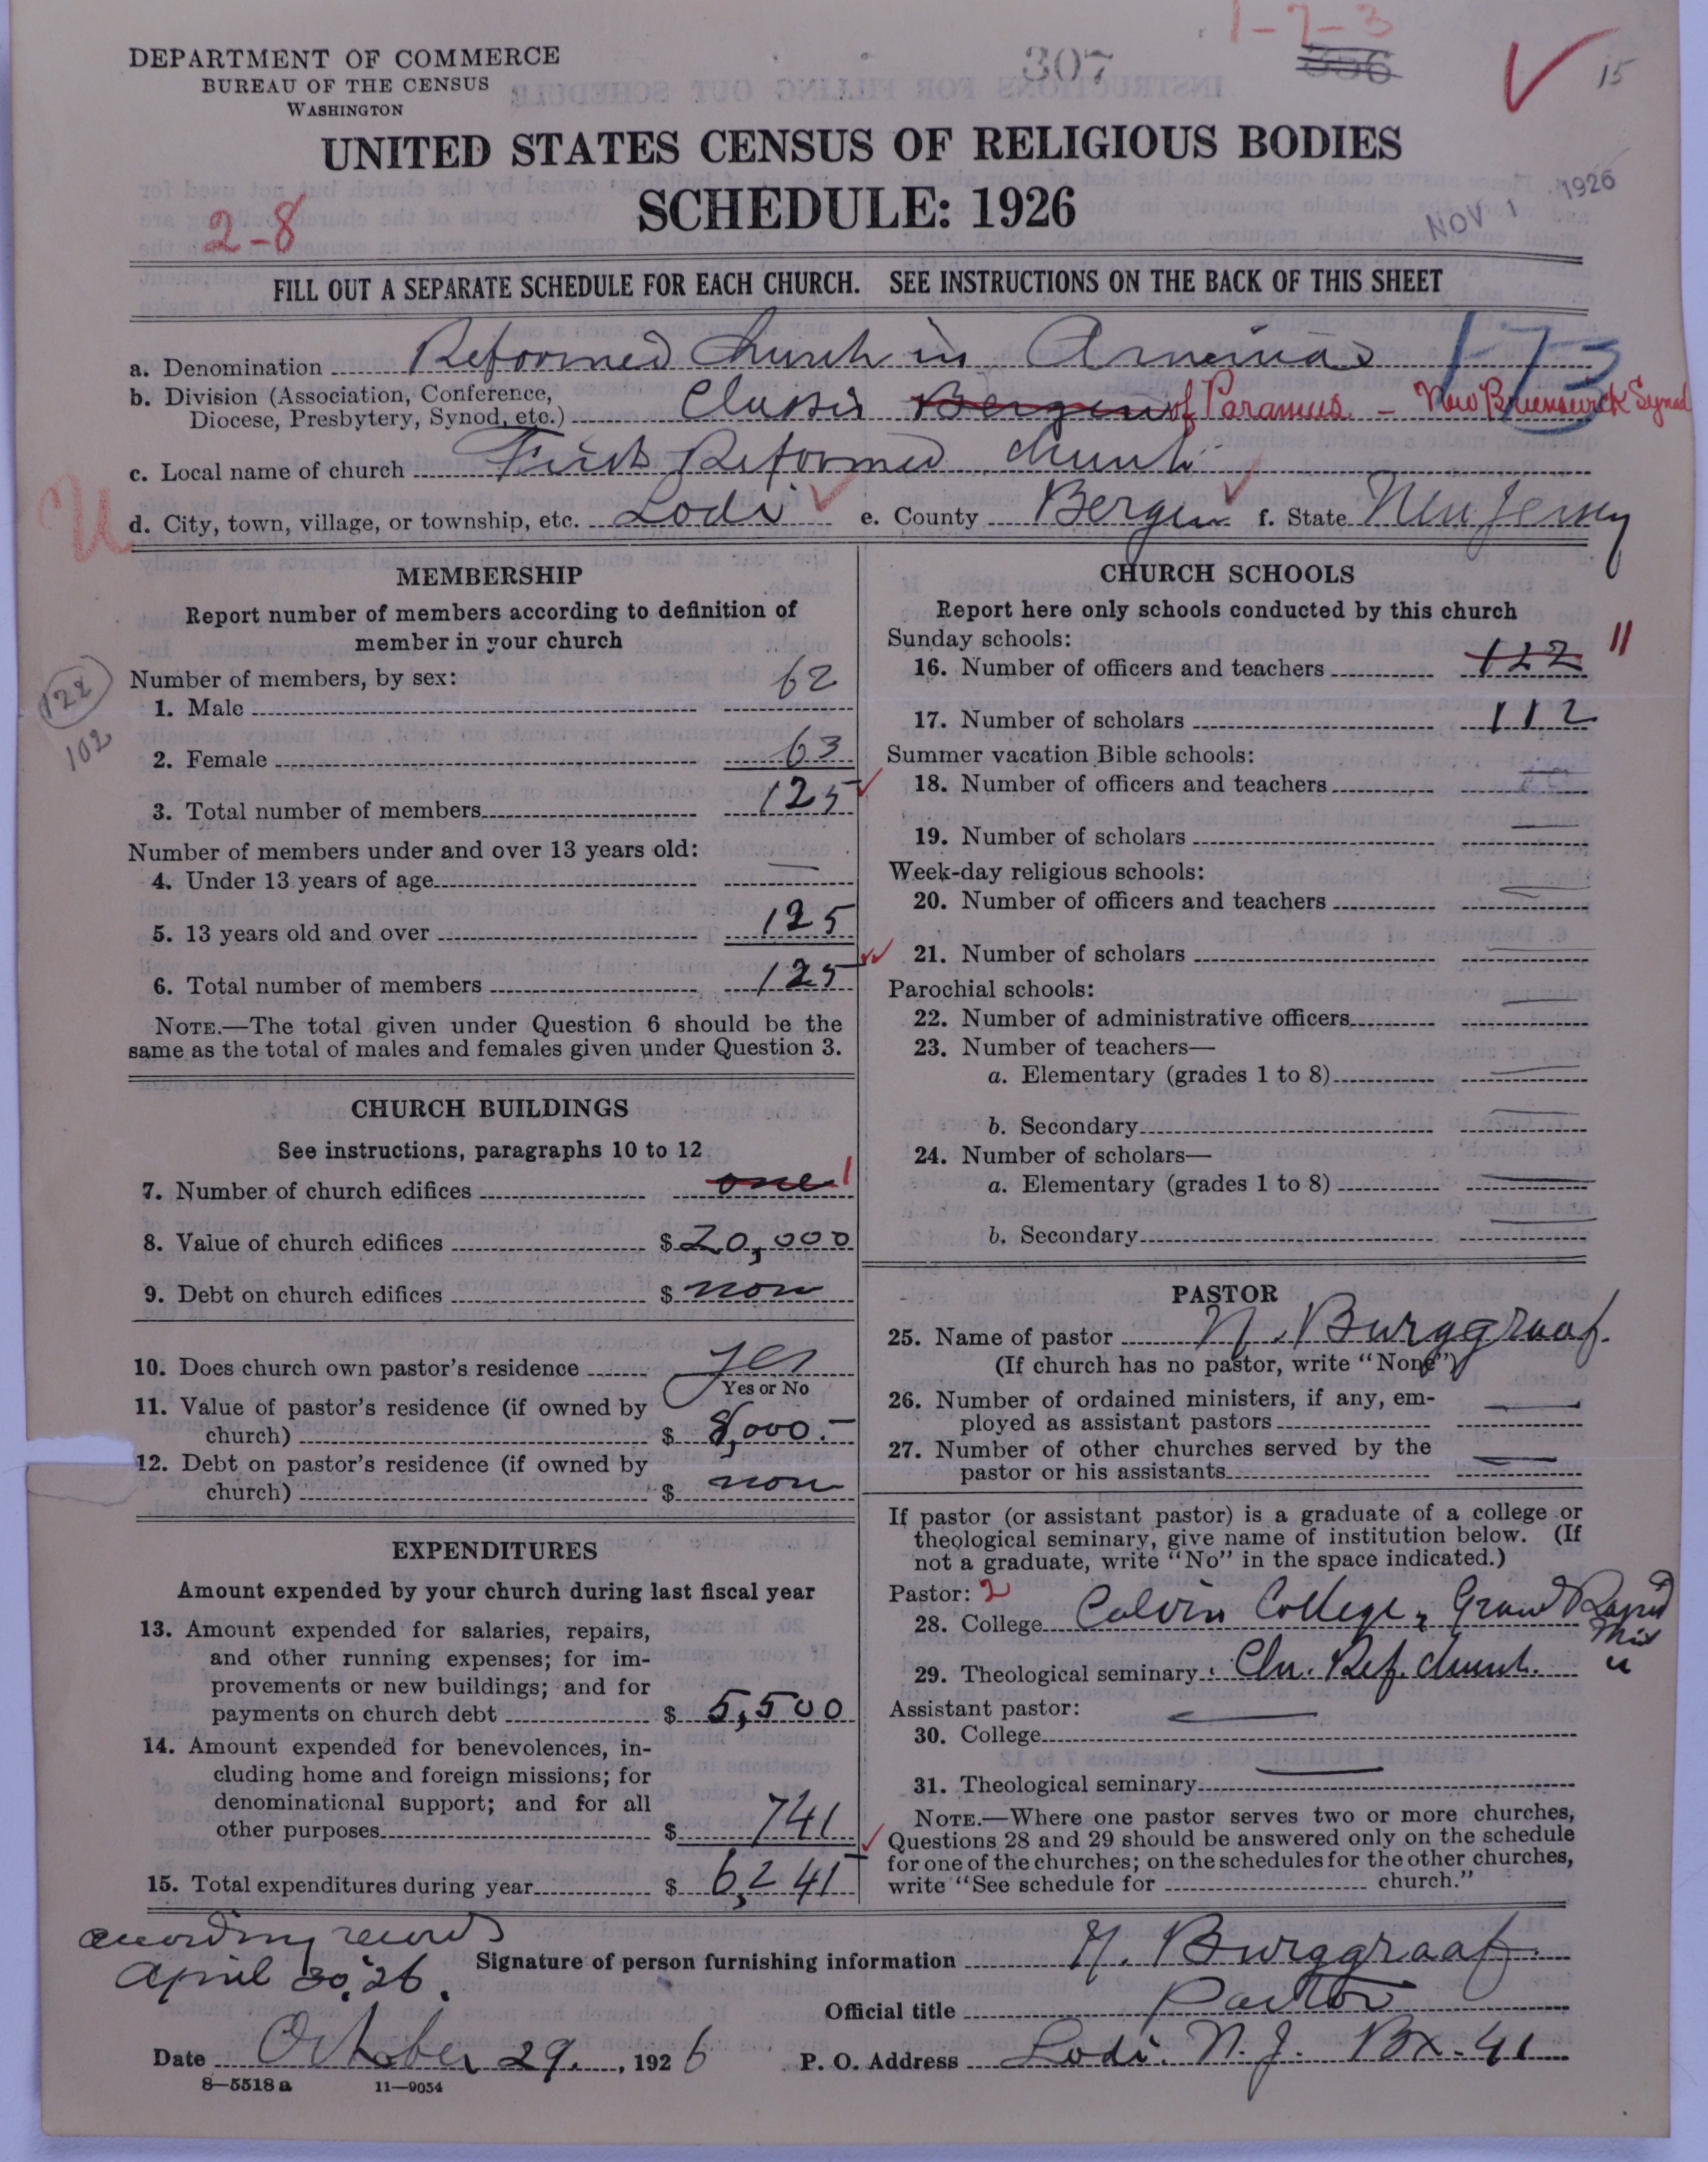 1-7-3
307
356
15
DEPARTMENT OF COMMERCE
BUREAU OF THE CENSUS
WASHINGTON
UNITED STATES CENSUS OF RELIGIOUS BODIES
SCHEDULE: 1926
2-8
NOV 1 1926
FILL OUT A SEPARATE SCHEDULE FOR EACH CHURCH. SEE INSTRUCTIONS ON THE BACK OF THIS SHEET
173
a. Denomination Reformed Church in America
b. Division (Association, Conference,
Diocese, Presbytery, Synod, etc.) Classis Bergen of Paramus - New Brunswick Synod
c. Local name of church First Reformed Church
d. City, town, village, or township, etc. Lodi e. County Bergen f. State New Jersey
MEMBERSHIP
Report number of members according to definition of
member in your church
122
102
Number of members, by sex:
1. Male 62
2. Female 63
3. Total number of members 125
Number of members under and over 13 years old:
4. Under 13 years of age —
5. 13 years old and over 125
6. Total number of members 125
NOTE.—The total given under Question 6 should be the
same as the total of males and females given under Question 3.
CHURCH BUILDINGS
See instructions, paragraphs 10 to 12
7. Number of church edifices one 1
8. Value of church edifices $ 20,000
9. Debt on church edifices $ non
10. Does church own pastor's residence yes
Yes or No
11. Value of pastor's residence (if owned by
church) $ 8,000.-
12. Debt on pastor's residence (if owned by
church) $ non
EXPENDITURES
Amount expended by your church during last fiscal year
13. Amount expended for salaries, repairs,
and other running expenses; for im-
provements or new buildings; and for
payments on church debt $ 5,500
14. Amount expended for benevolences, in-
cluding home and foreign missions; for
denominational support; and for all
other purposes $ 741
15. Total expenditures during year $ 6,241
CHURCH SCHOOLS
Report here only schools conducted by this church
Sunday schools:
16. Number of officers and teachers 122 11
17. Number of scholars 112
Summer vacation Bible schools:
18. Number of officers and teachers —
19. Number of scholars —
Week-day religious schools:
20. Number of officers and teachers —
21. Number of scholars —
Parochial schools:
22. Number of administrative officers —
23. Number of teachers—
a. Elementary (grades 1 to 8) —
b. Secondary —
24. Number of scholars—
a. Elementary (grades 1 to 8) —
b. Secondary —
PASTOR
25. Name of pastor N. Burggraaf.
(If church has no pastor, write "None")
26. Number of ordained ministers, if any, em-
ployed as assistant pastors —
27. Number of other churches served by the
pastor or his assistants —
If pastor (or assistant pastor) is a graduate of a college or
theological seminary, give name of institution below. (If
not a graduate, write "No" in the space indicated.)
Pastor: 2
28. College Calvin College, Grand Rapid Mich
29. Theological seminary Chr. Ref. church. "
Assistant pastor:
30. College —
31. Theological seminary —
NOTE.—Where one pastor serves two or more churches,
Questions 28 and 29 should be answered only on the schedule
for one of the churches; on the schedules for the other churches,
write "See schedule for church."
according records
April 30, 26.
Signature of person furnishing information N. Burggraaf.
Official title Pastor
Date October 29, 1926 P. O. Address Lodi. N.J. Bx. 41
8—5518 a 11—9054